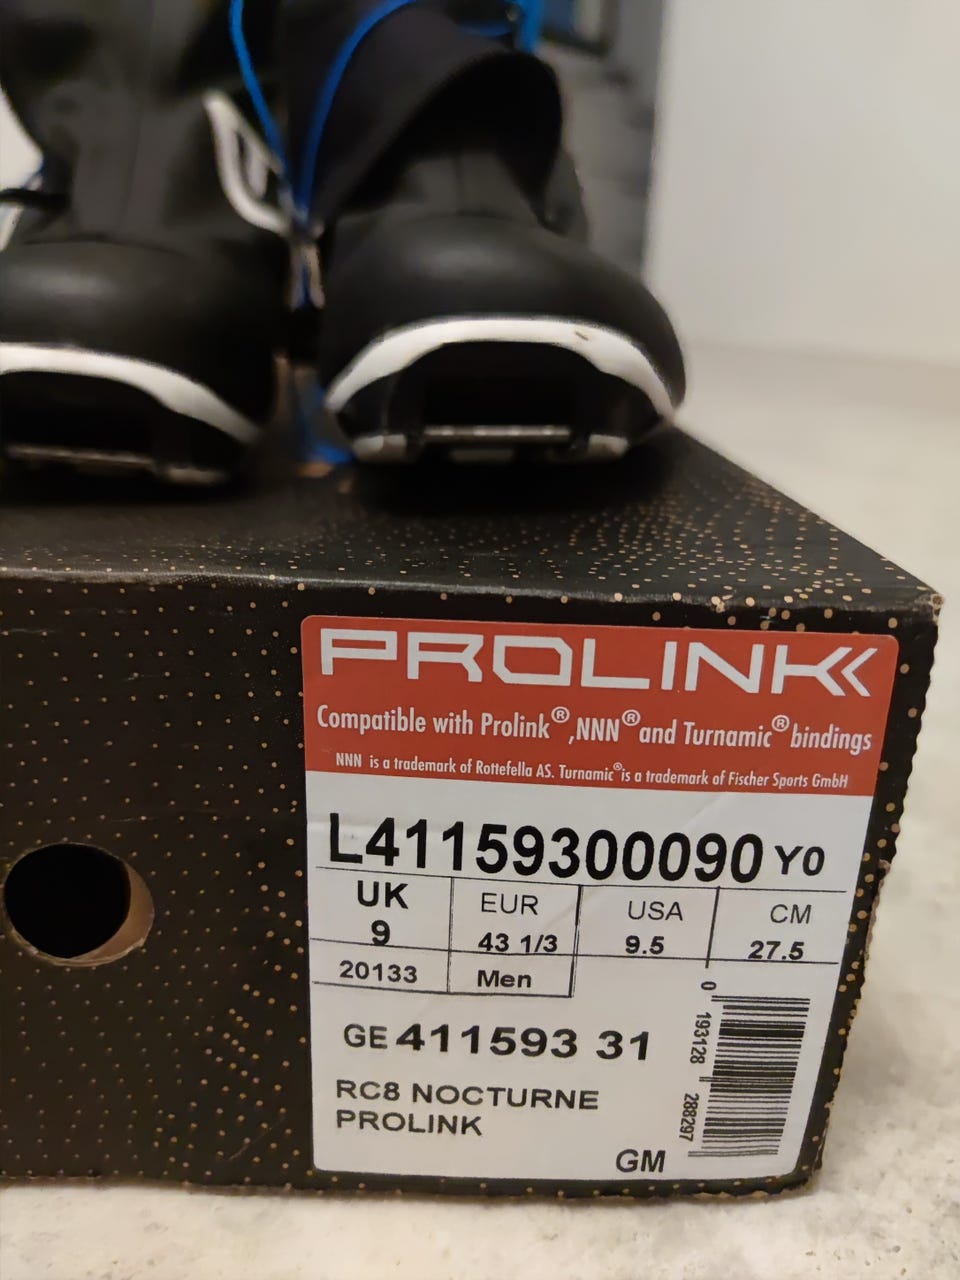 PROLINK
Compatible with Prolink®,NNN® and Turnamic® bindings
NNN is a trademark of Rottefella AS. Turnamic® is a trademark of Fischer Sports GmbH
L41159300090 Y0
UK EUR USA CM
9 43 1/3 9.5 27.5
20133 Men
GE 411593 31
RC8 NOCTURNE
PROLINK
GM
0 193128 288297